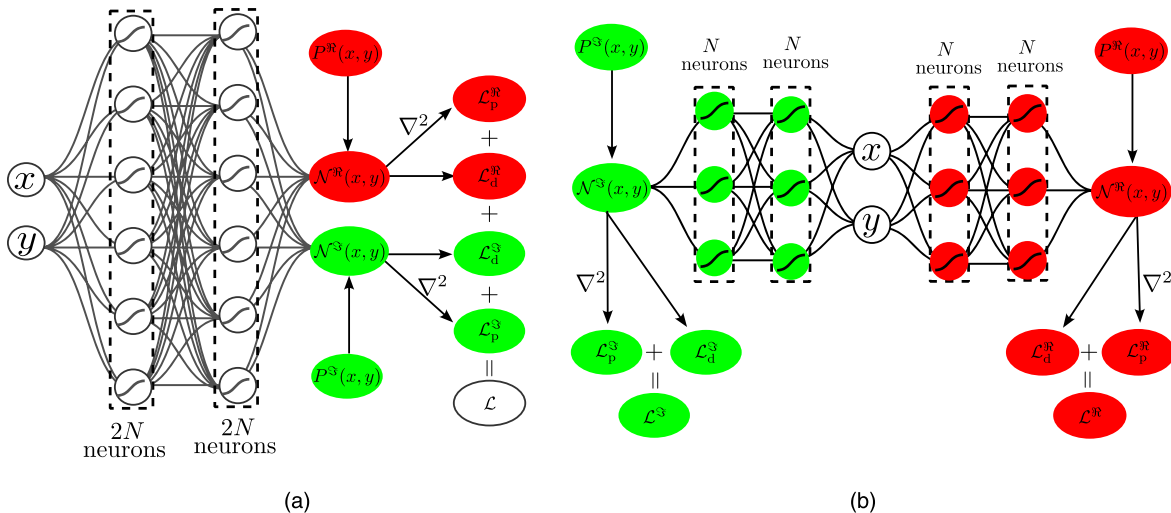 x
y
2N
neurons
2N
neurons
P^ℜ(x, y)
𝒩^ℜ(x, y)
𝒩^ℑ(x, y)
P^ℑ(x, y)
∇²
∇²
ℒ_p^ℜ
+
ℒ_d^ℜ
+
ℒ_d^ℑ
+
ℒ_p^ℑ
=
ℒ
(a)
P^ℑ(x, y)
𝒩^ℑ(x, y)
∇²
ℒ_p^ℑ + ℒ_d^ℑ
=
ℒ^ℑ
N
neurons
N
neurons
x
y
N
neurons
N
neurons
P^ℜ(x, y)
𝒩^ℜ(x, y)
∇²
ℒ_d^ℜ + ℒ_p^ℜ
=
ℒ^ℜ
(b)